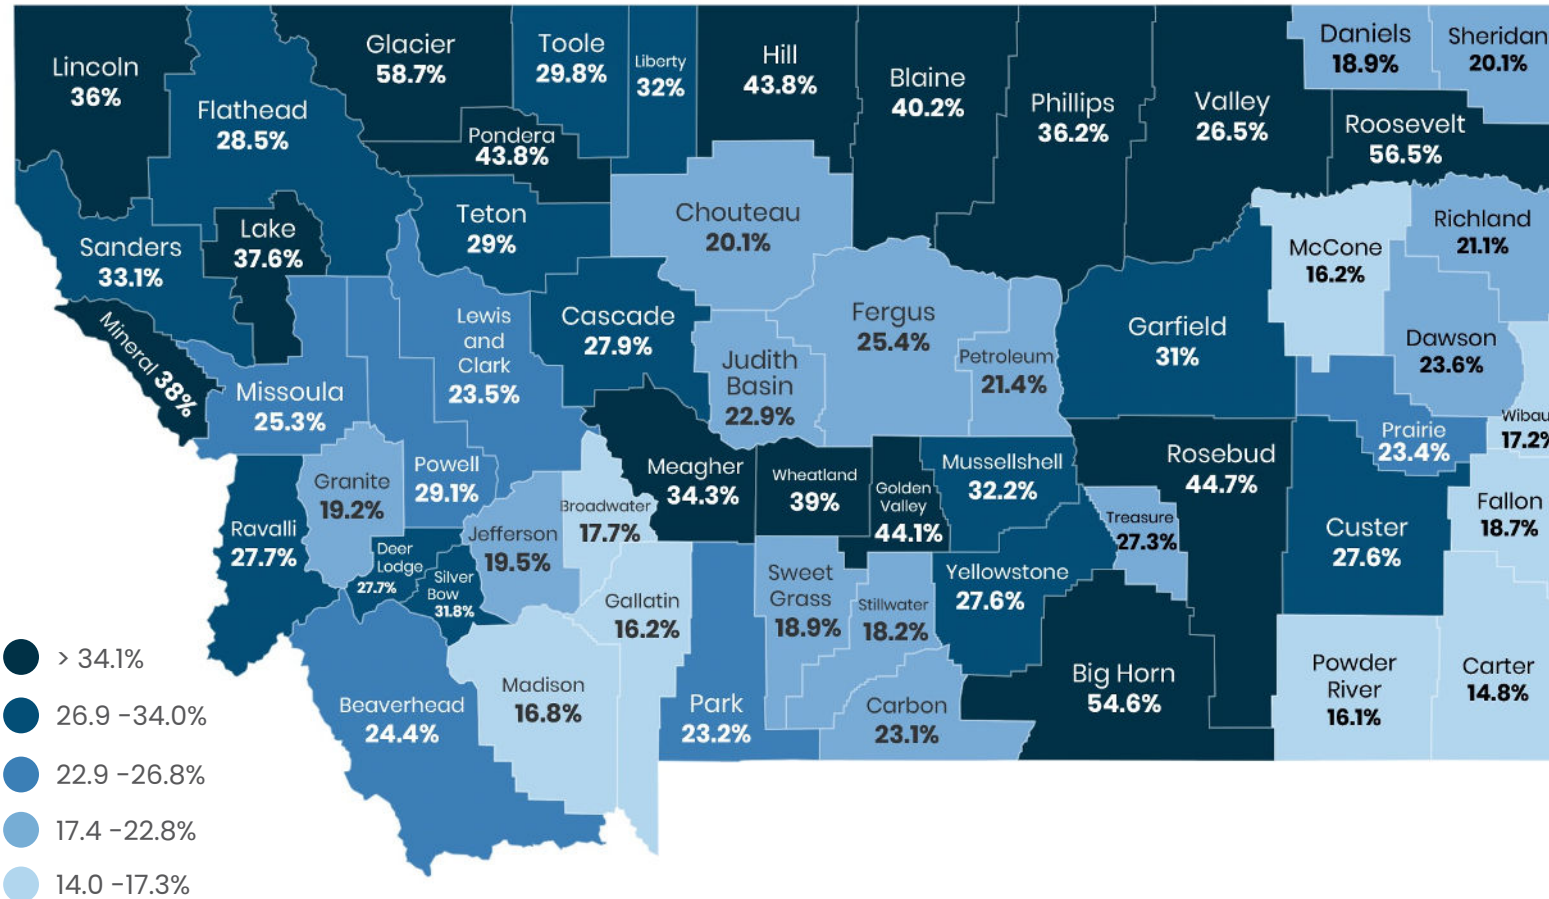 Lincoln
36%
Flathead
28.5%
Glacier
58.7%
Pondera
43.8%
Toole
29.8%
Liberty
32%
Hill
43.8%
Blaine
40.2%
Phillips
36.2%
Valley
26.5%
Daniels
18.9%
Sheridan
20.1%
Roosevelt
56.5%
Sanders
33.1%
Lake
37.6%
Teton
29%
Chouteau
20.1%
McCone
16.2%
Richland
21.1%
Mineral 38%
Missoula
25.3%
Lewis
and
Clark
23.5%
Cascade
27.9%
Judith
Basin
22.9%
Fergus
25.4%
Petroleum
21.4%
Garfield
31%
Dawson
23.6%
Wibau
17.2%
Prairie
23.4%
Ravalli
27.7%
Granite
19.2%
Powell
29.1%
Deer
Lodge
27.7%
Silver
Bow
31.8%
Jefferson
19.5%
Broadwater
17.7%
Meagher
34.3%
Wheatland
39%
Golden
Valley
44.1%
Mussellshell
32.2%
Rosebud
44.7%
Treasure
27.3%
Custer
27.6%
Fallon
18.7%
Gallatin
16.2%
Sweet
Grass
18.9%
Stillwater
18.2%
Yellowstone
27.6%
Beaverhead
24.4%
Madison
16.8%
Park
23.2%
Carbon
23.1%
Big Horn
54.6%
Powder
River
16.1%
Carter
14.8%
> 34.1%
26.9 -34.0%
22.9 -26.8%
17.4 -22.8%
14.0 -17.3%